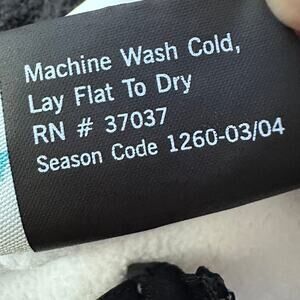 Machine Wash Cold,
Lay Flat To Dry
RN # 37037
Season Code 1260-03/04